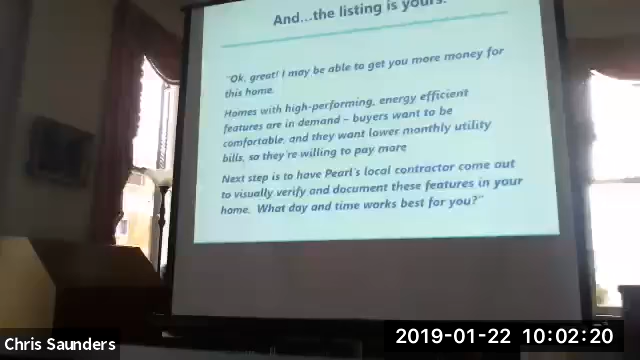 And...the listing is yours.
"Ok, great! I may be able to get you more money for
this home.
Homes with high-performing, energy efficient
features are in demand – buyers want to be
comfortable, and they want lower monthly utility
bills, so they're willing to pay more
Next step is to have Pearl's local contractor come out
to visually verify and document these features in your
home. What day and time works best for you?"
Chris Saunders
2019-01-22 10:02:20